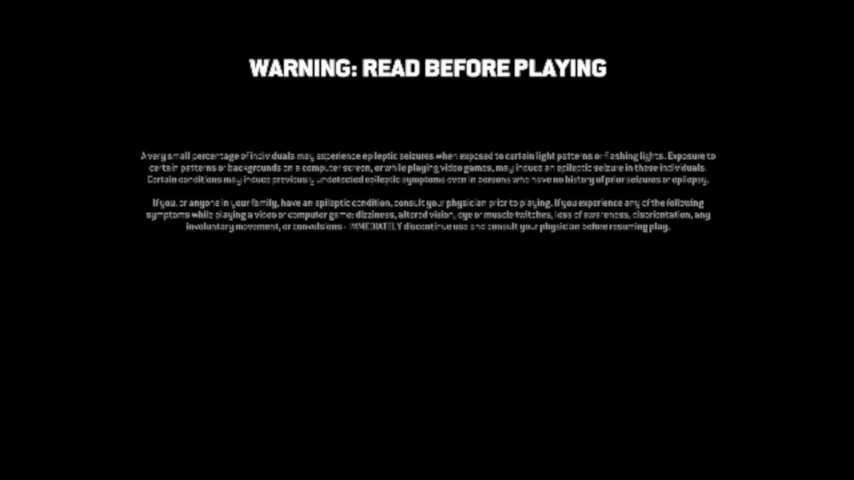 WARNING: READ BEFORE PLAYING
A very small percentage of individuals may experience epileptic seizures when exposed to certain light patterns or flashing lights. Exposure to
certain patterns or backgrounds on a computer screen, or while playing video games, may induce an epileptic seizure in these individuals.
Certain conditions may induce previously undetected epileptic symptoms even in persons who have no history of prior seizures or epilepsy.
If you, or anyone in your family, have an epileptic condition, consult your physician prior to playing. If you experience any of the following
symptoms while playing a video or computer game: dizziness, altered vision, eye or muscle twitches, loss of awareness, disorientation, any
involuntary movement, or convulsions - IMMEDIATELY discontinue use and consult your physician before resuming play.